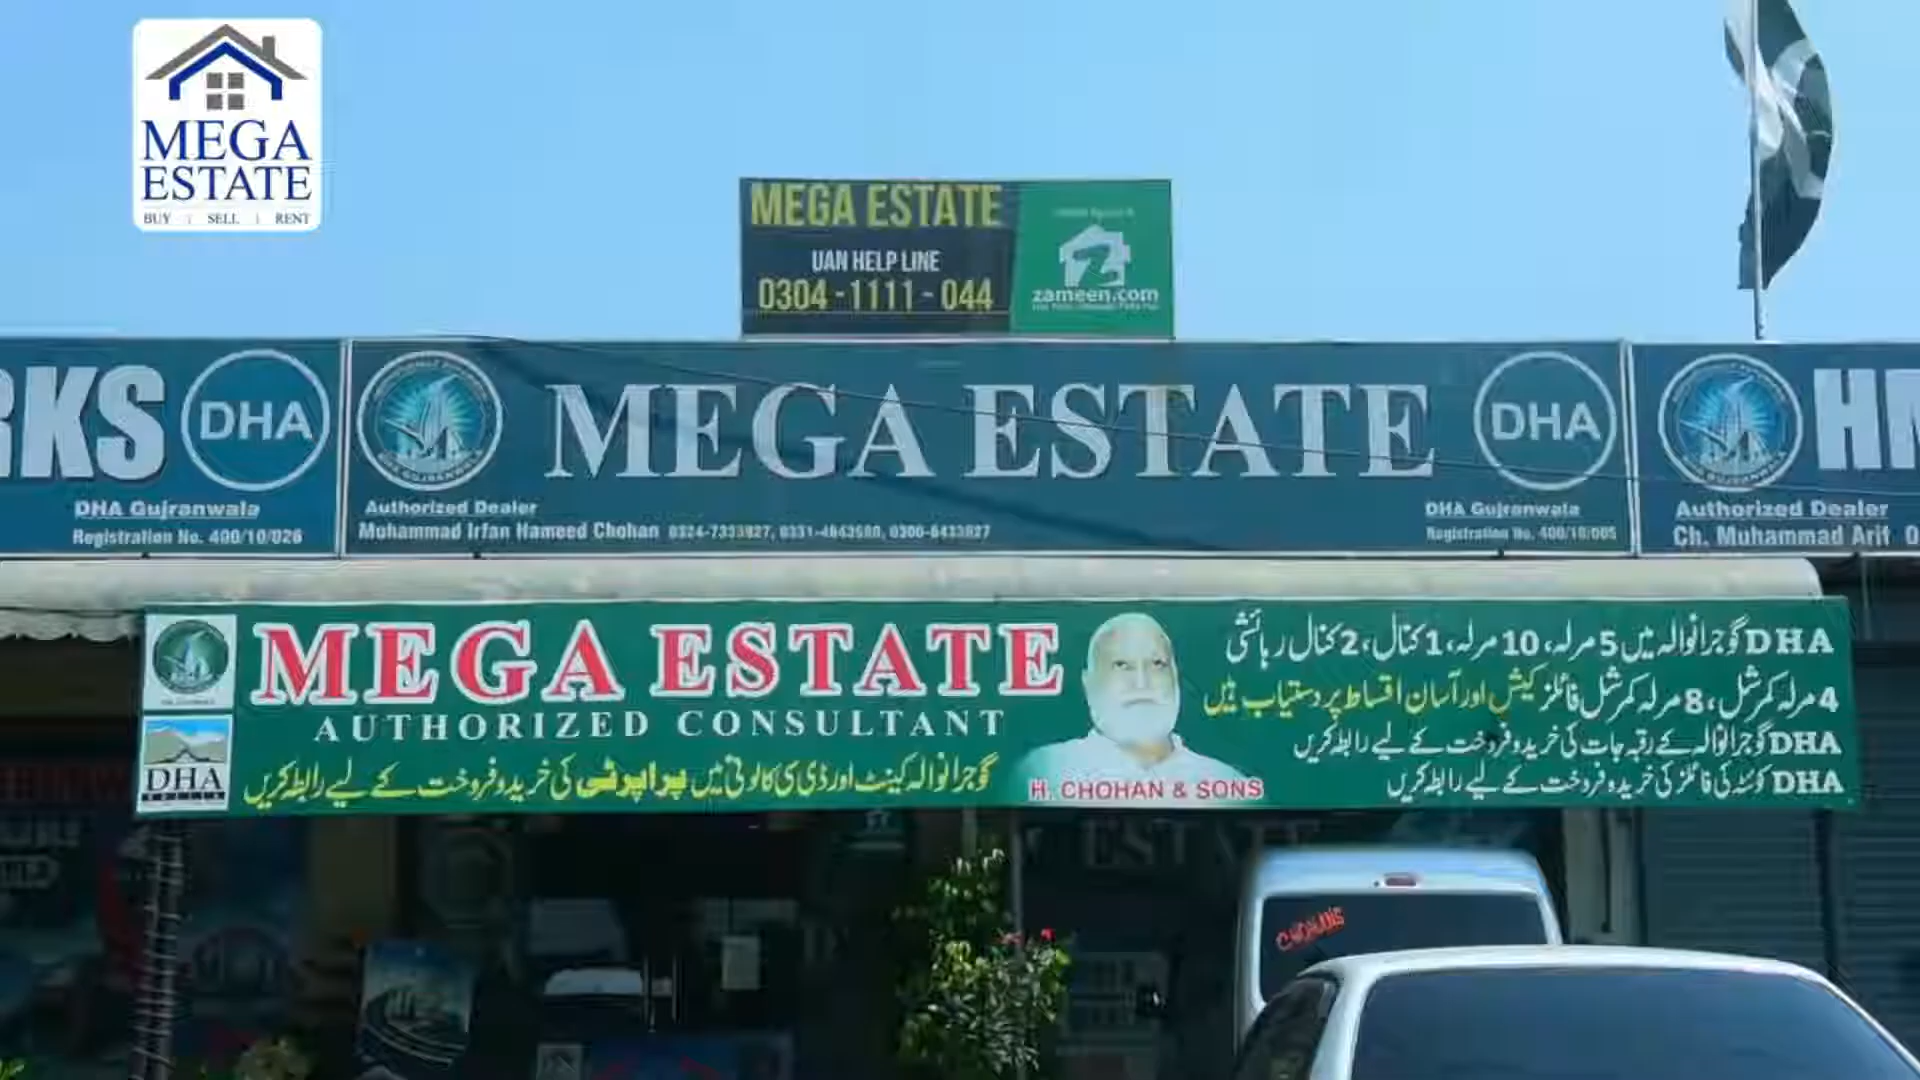 MEGA
ESTATE
BUY | SELL | RENT
MEGA ESTATE
UAN HELP LINE
0304 - 1111 - 044
zameen.com
RKS
DHA
DHA Gujranwala
Registration No. 400/10/026
MEGA ESTATE
DHA
Authorized Dealer
Muhammad Irfan Hameed Chohan
DHA Gujranwala
Registration No. 400/10/005
Authorized Dealer
Ch. Muhammad Arif
MEGA ESTATE
AUTHORIZED CONSULTANT
DHA
گوجرانوالہ کینٹ اور ڈی سی کالونی میں پراپرٹی کی خرید و فروخت کے لیے رابطہ کریں
H. CHOHAN & SONS
DHA گوجرانوالہ میں 5 مرلہ، 10 مرلہ، 1 کنال، 2 کنال رہائشی
4 مرلہ کمرشل، 8 مرلہ کمرشل فائلز کیش اور آسان اقساط پر دستیاب ہیں
DHA گوجرانوالہ کے رقبہ جات کی خرید و فروخت کے لیے رابطہ کریں
DHA کوئٹہ کی فائلز کی خرید و فروخت کے لیے رابطہ کریں
CHOHANS